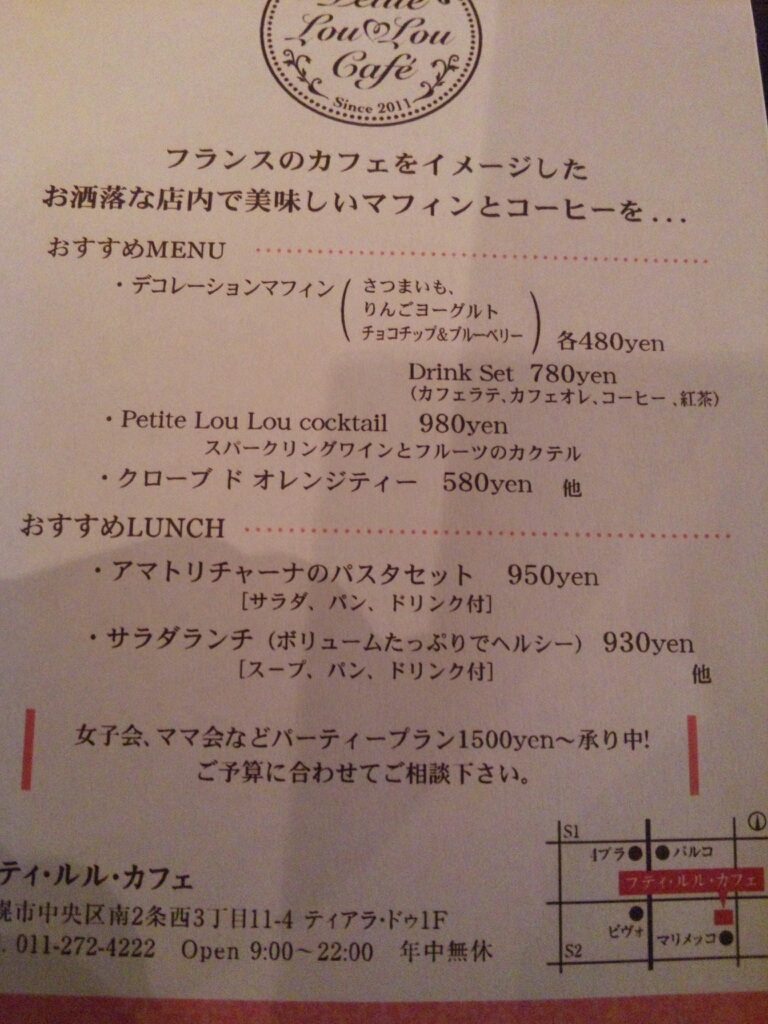 Petite
Lou Lou
Café
Since 2011
フランスのカフェをイメージした
お洒落な店内で美味しいマフィンとコーヒーを...
おすすめMENU
・デコレーションマフィン(さつまいも、
りんごヨーグルト
チョコチップ&ブルーベリー) 各480yen
Drink Set 780yen
(カフェラテ、カフェオレ、コーヒー、紅茶)
・Petite Lou Lou cocktail 980yen
スパークリングワインとフルーツのカクテル
・クローブ ド オレンジティー 580yen 他
おすすめLUNCH
・アマトリチャーナのパスタセット 950yen
[サラダ、パン、ドリンク付]
・サラダランチ (ボリュームたっぷりでヘルシー) 930yen
[スープ、パン、ドリンク付] 他
女子会、ママ会などパーティープラン1500yen〜承り中!
ご予算に合わせてご相談下さい。
ティ・ルル・カフェ
幌市中央区南2条西3丁目11-4 ティアラ・ドゥ1F
. 011-272-4222 Open 9:00〜22:00 年中無休
S1
4プラ
パルコ
プティ・ルル・カフェ
ピヴォ
マリメッコ
S2